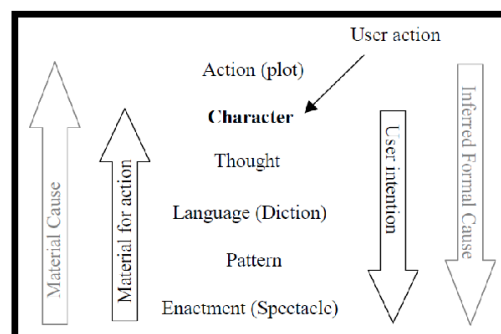 User action
Action (plot)
Character
Thought
Language (Diction)
Pattern
Enactment (Spectacle)
Material Cause
Material for action
User intention
Inferred Formal Cause